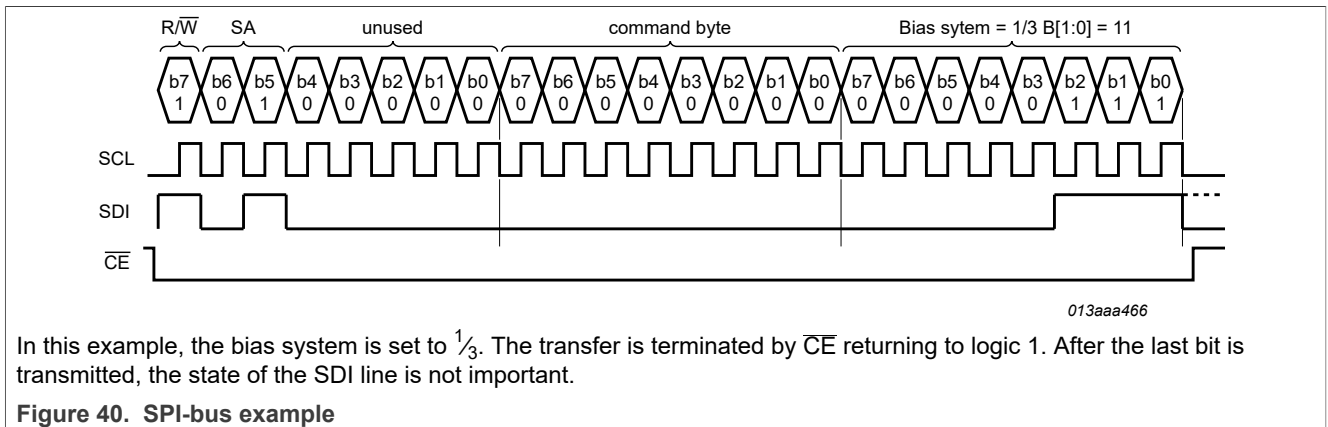 R/W SA unused command byte Bias sytem = 1/3 B[1:0] = 11
b7 b6 b5 b4 b3 b2 b1 b0 b7 b6 b5 b4 b3 b2 b1 b0 b7 b6 b5 b4 b3 b2 b1 b0
1 0 1 0 0 0 0 0 0 0 0 0 0 0 0 0 0 0 0 0 0 1 1 1
SCL
SDI
CE
013aaa466
In this example, the bias system is set to 1⁄3. The transfer is terminated by CE returning to logic 1. After the last bit is
transmitted, the state of the SDI line is not important.
Figure 40. SPI-bus example